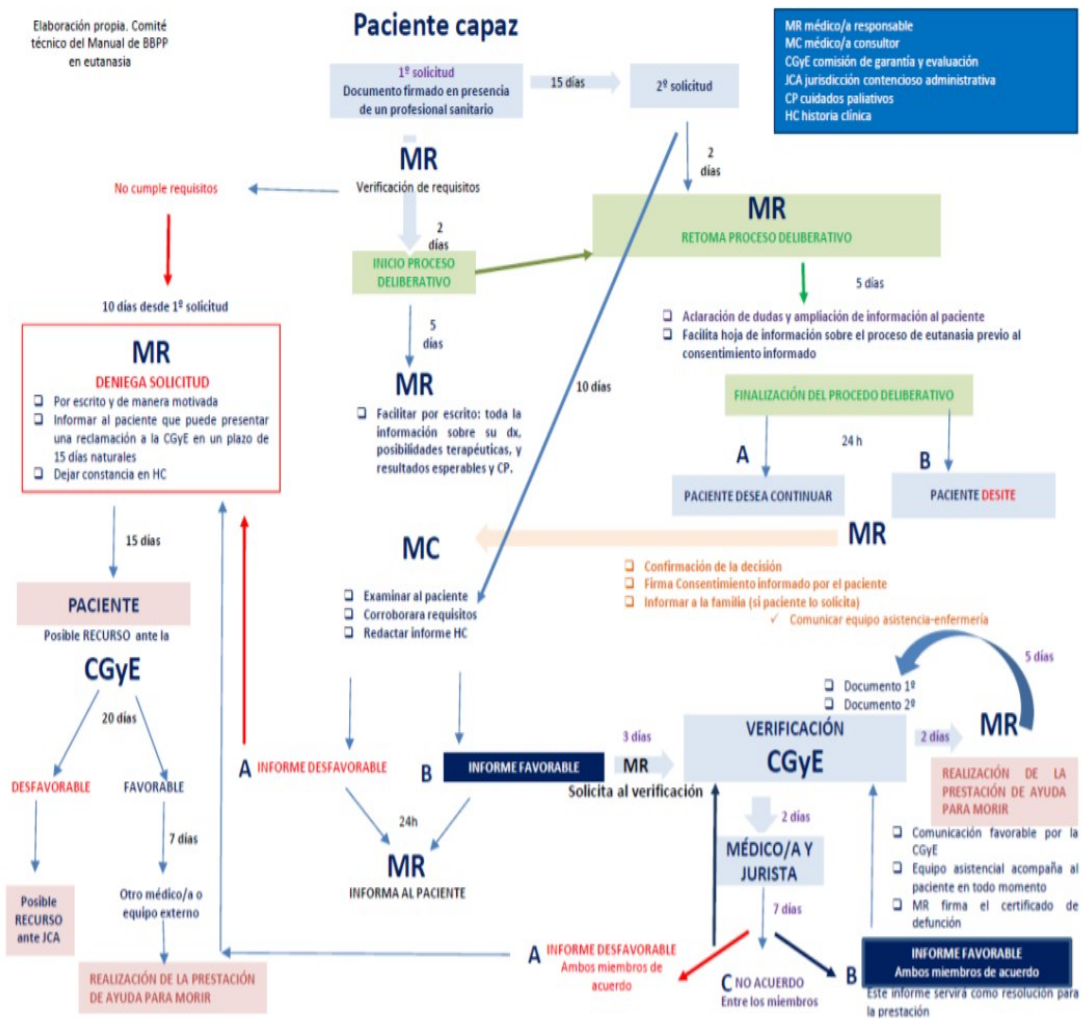 Elaboración propia. Comité
técnico del Manual de BBPP
en eutanasia
Paciente capaz
MR médico/a responsable
MC médico/a consultor
CGyE comisión de garantía y evaluación
JCA jurisdicción contencioso administrativa
CP cuidados paliativos
HC historia clínica
1º solicitud
Documento firmado en presencia
de un profesional sanitario
15 días
2º solicitud
MR
Verificación de requisitos
No cumple requisitos
2
días
2
días
INICIO PROCESO
DELIBERATIVO
MR
RETOMA PROCESO DELIBERATIVO
5 días
Aclaración de dudas y ampliación de información al paciente
Facilita hoja de información sobre el proceso de eutanasia previo al
consentimiento informado
10 días desde 1º solicitud
MR
DENIEGA SOLICITUD
Por escrito y de manera motivada
Informar al paciente que puede presentar
una reclamación a la CGyE en un plazo de
15 días naturales
Dejar constancia en HC
5
días
MR
Facilitar por escrito: toda la
información sobre su dx,
posibilidades terapéuticas, y
resultados esperables y CP.
10 días
FINALIZACIÓN DEL PROCEDO DELIBERATIVO
24 h
A
PACIENTE DESEA CONTINUAR
B
PACIENTE DESITE
MR
Confirmación de la decisión
Firma Consentimiento informado por el paciente
Informar a la familia (si paciente lo solicita)
✓ Comunicar equipo asistencia-enfermería
MC
Examinar al paciente
Corroborara requisitos
Redactar informe HC
15 días
PACIENTE
Posible RECURSO ante la
CGyE
20 días
DESFAVORABLE
FAVORABLE
7 días
Posible
RECURSO
ante JCA
Otro médico/a o
equipo externo
REALIZACIÓN DE LA PRESTACIÓN
DE AYUDA PARA MORIR
A INFORME DESFAVORABLE
B INFORME FAVORABLE
24h
MR
INFORMA AL PACIENTE
3 días
MR
Solicita al verificación
Documento 1º
Documento 2º
VERIFICACIÓN
CGyE
5 días
2 días
MR
REALIZACIÓN DE LA
PRESTACIÓN DE AYUDA
PARA MORIR
Comunicación favorable por la
CGyE
Equipo asistencial acompaña al
paciente en todo momento
MR firma el certificado de
defunción
2 días
MÉDICO/A Y
JURISTA
7 días
A INFORME DESFAVORABLE
Ambos miembros de
acuerdo
C NO ACUERDO
Entre los miembros
B
INFORME FAVORABLE
Ambos miembros de acuerdo
Este informe servirá como resolución para
la prestación